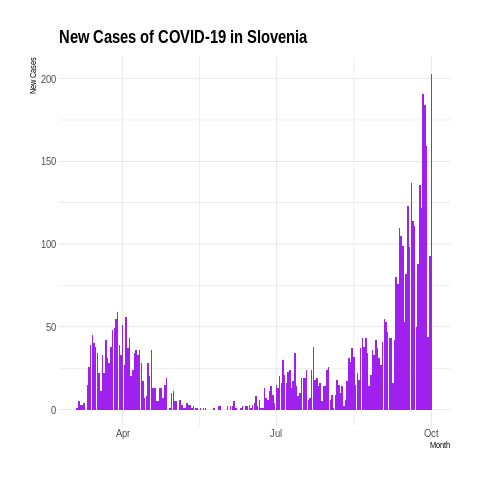 New Cases of COVID-19 in Slovenia
New Cases
200
150
100
50
0
Apr
Jul
Oct
Month